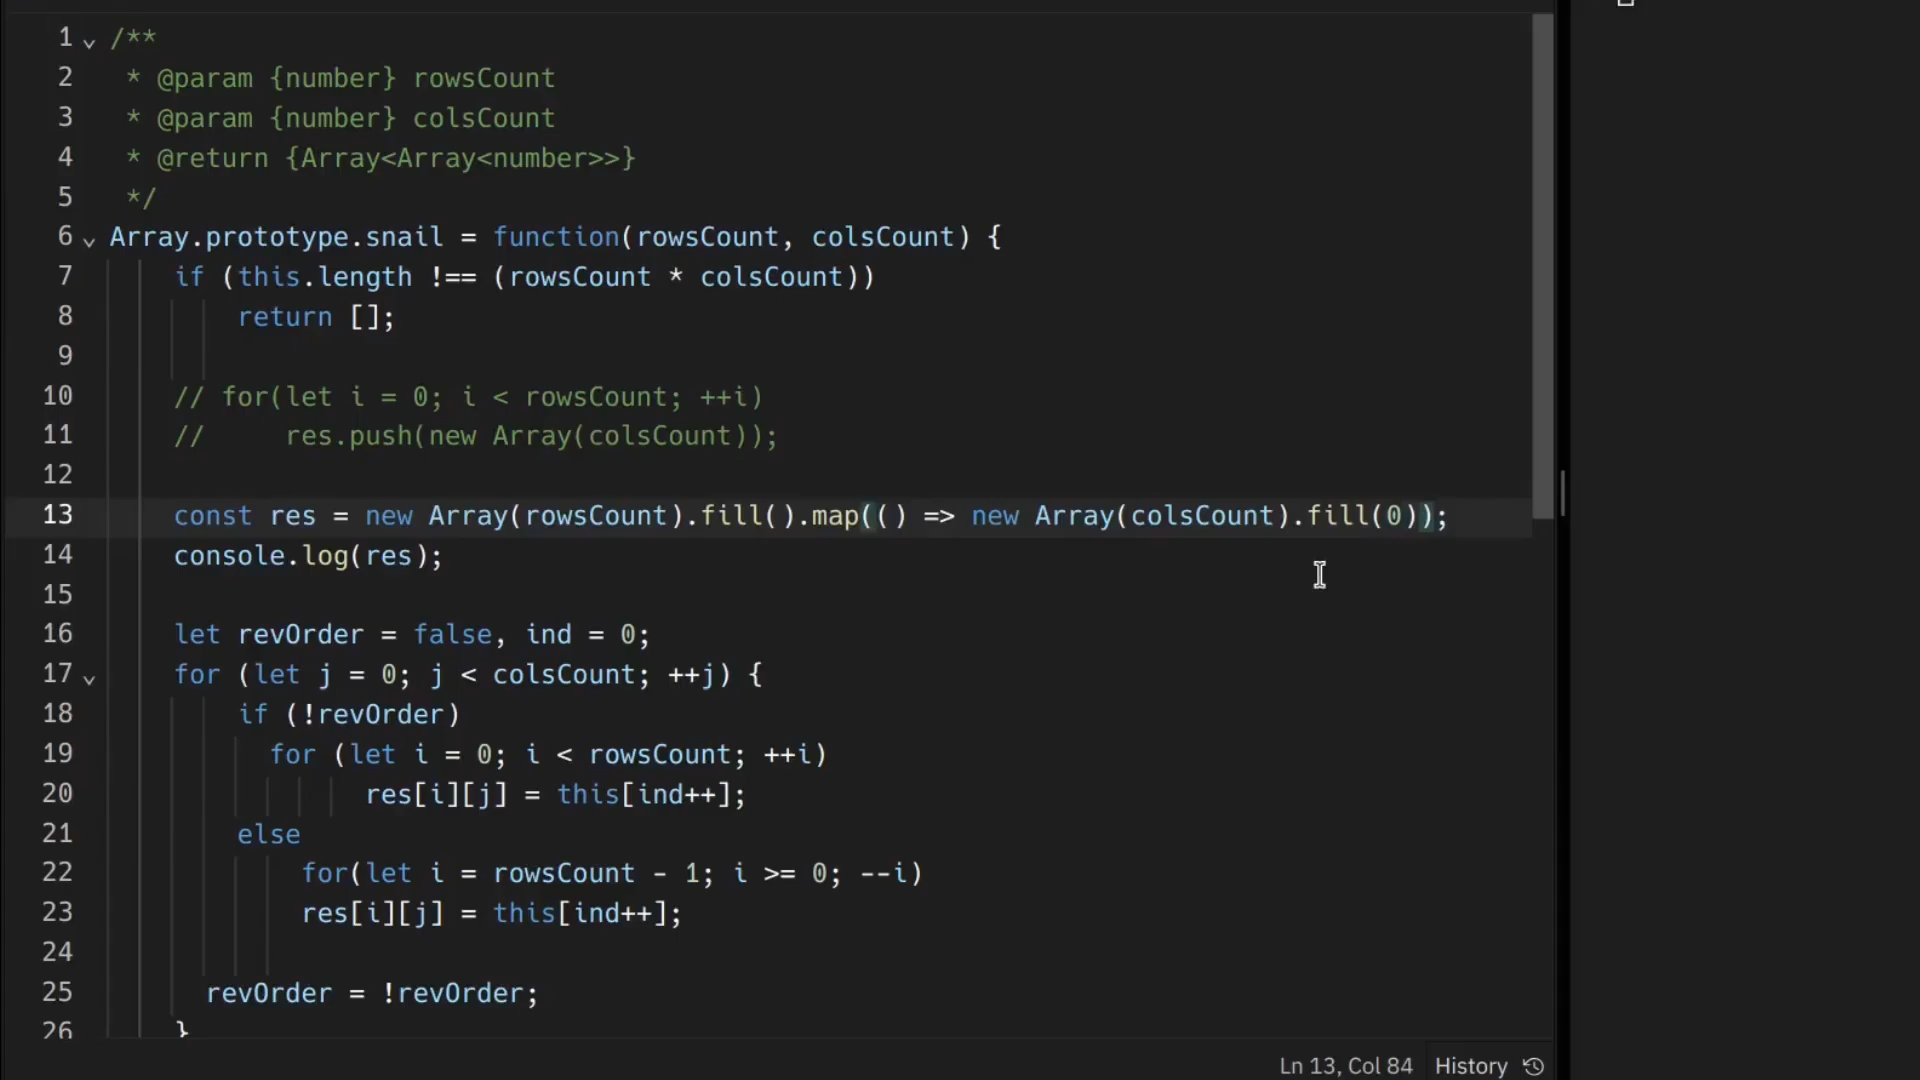 1 /**
2 * @param {number} rowsCount
3 * @param {number} colsCount
4 * @return {Array<Array<number>>}
5 */
6 Array.prototype.snail = function(rowsCount, colsCount) {
7 if (this.length !== (rowsCount * colsCount))
8 return [];
9
10 // for(let i = 0; i < rowsCount; ++i)
11 //     res.push(new Array(colsCount));
12
13 const res = new Array(rowsCount).fill().map(() => new Array(colsCount).fill(0));
14 console.log(res);
15
16 let revOrder = false, ind = 0;
17 for (let j = 0; j < colsCount; ++j) {
18 if (!revOrder)
19 for (let i = 0; i < rowsCount; ++i)
20 res[i][j] = this[ind++];
21 else
22 for(let i = rowsCount - 1; i >= 0; --i)
23 res[i][j] = this[ind++];
24
25 revOrder = !revOrder;
26 }
Ln 13, Col 84 History